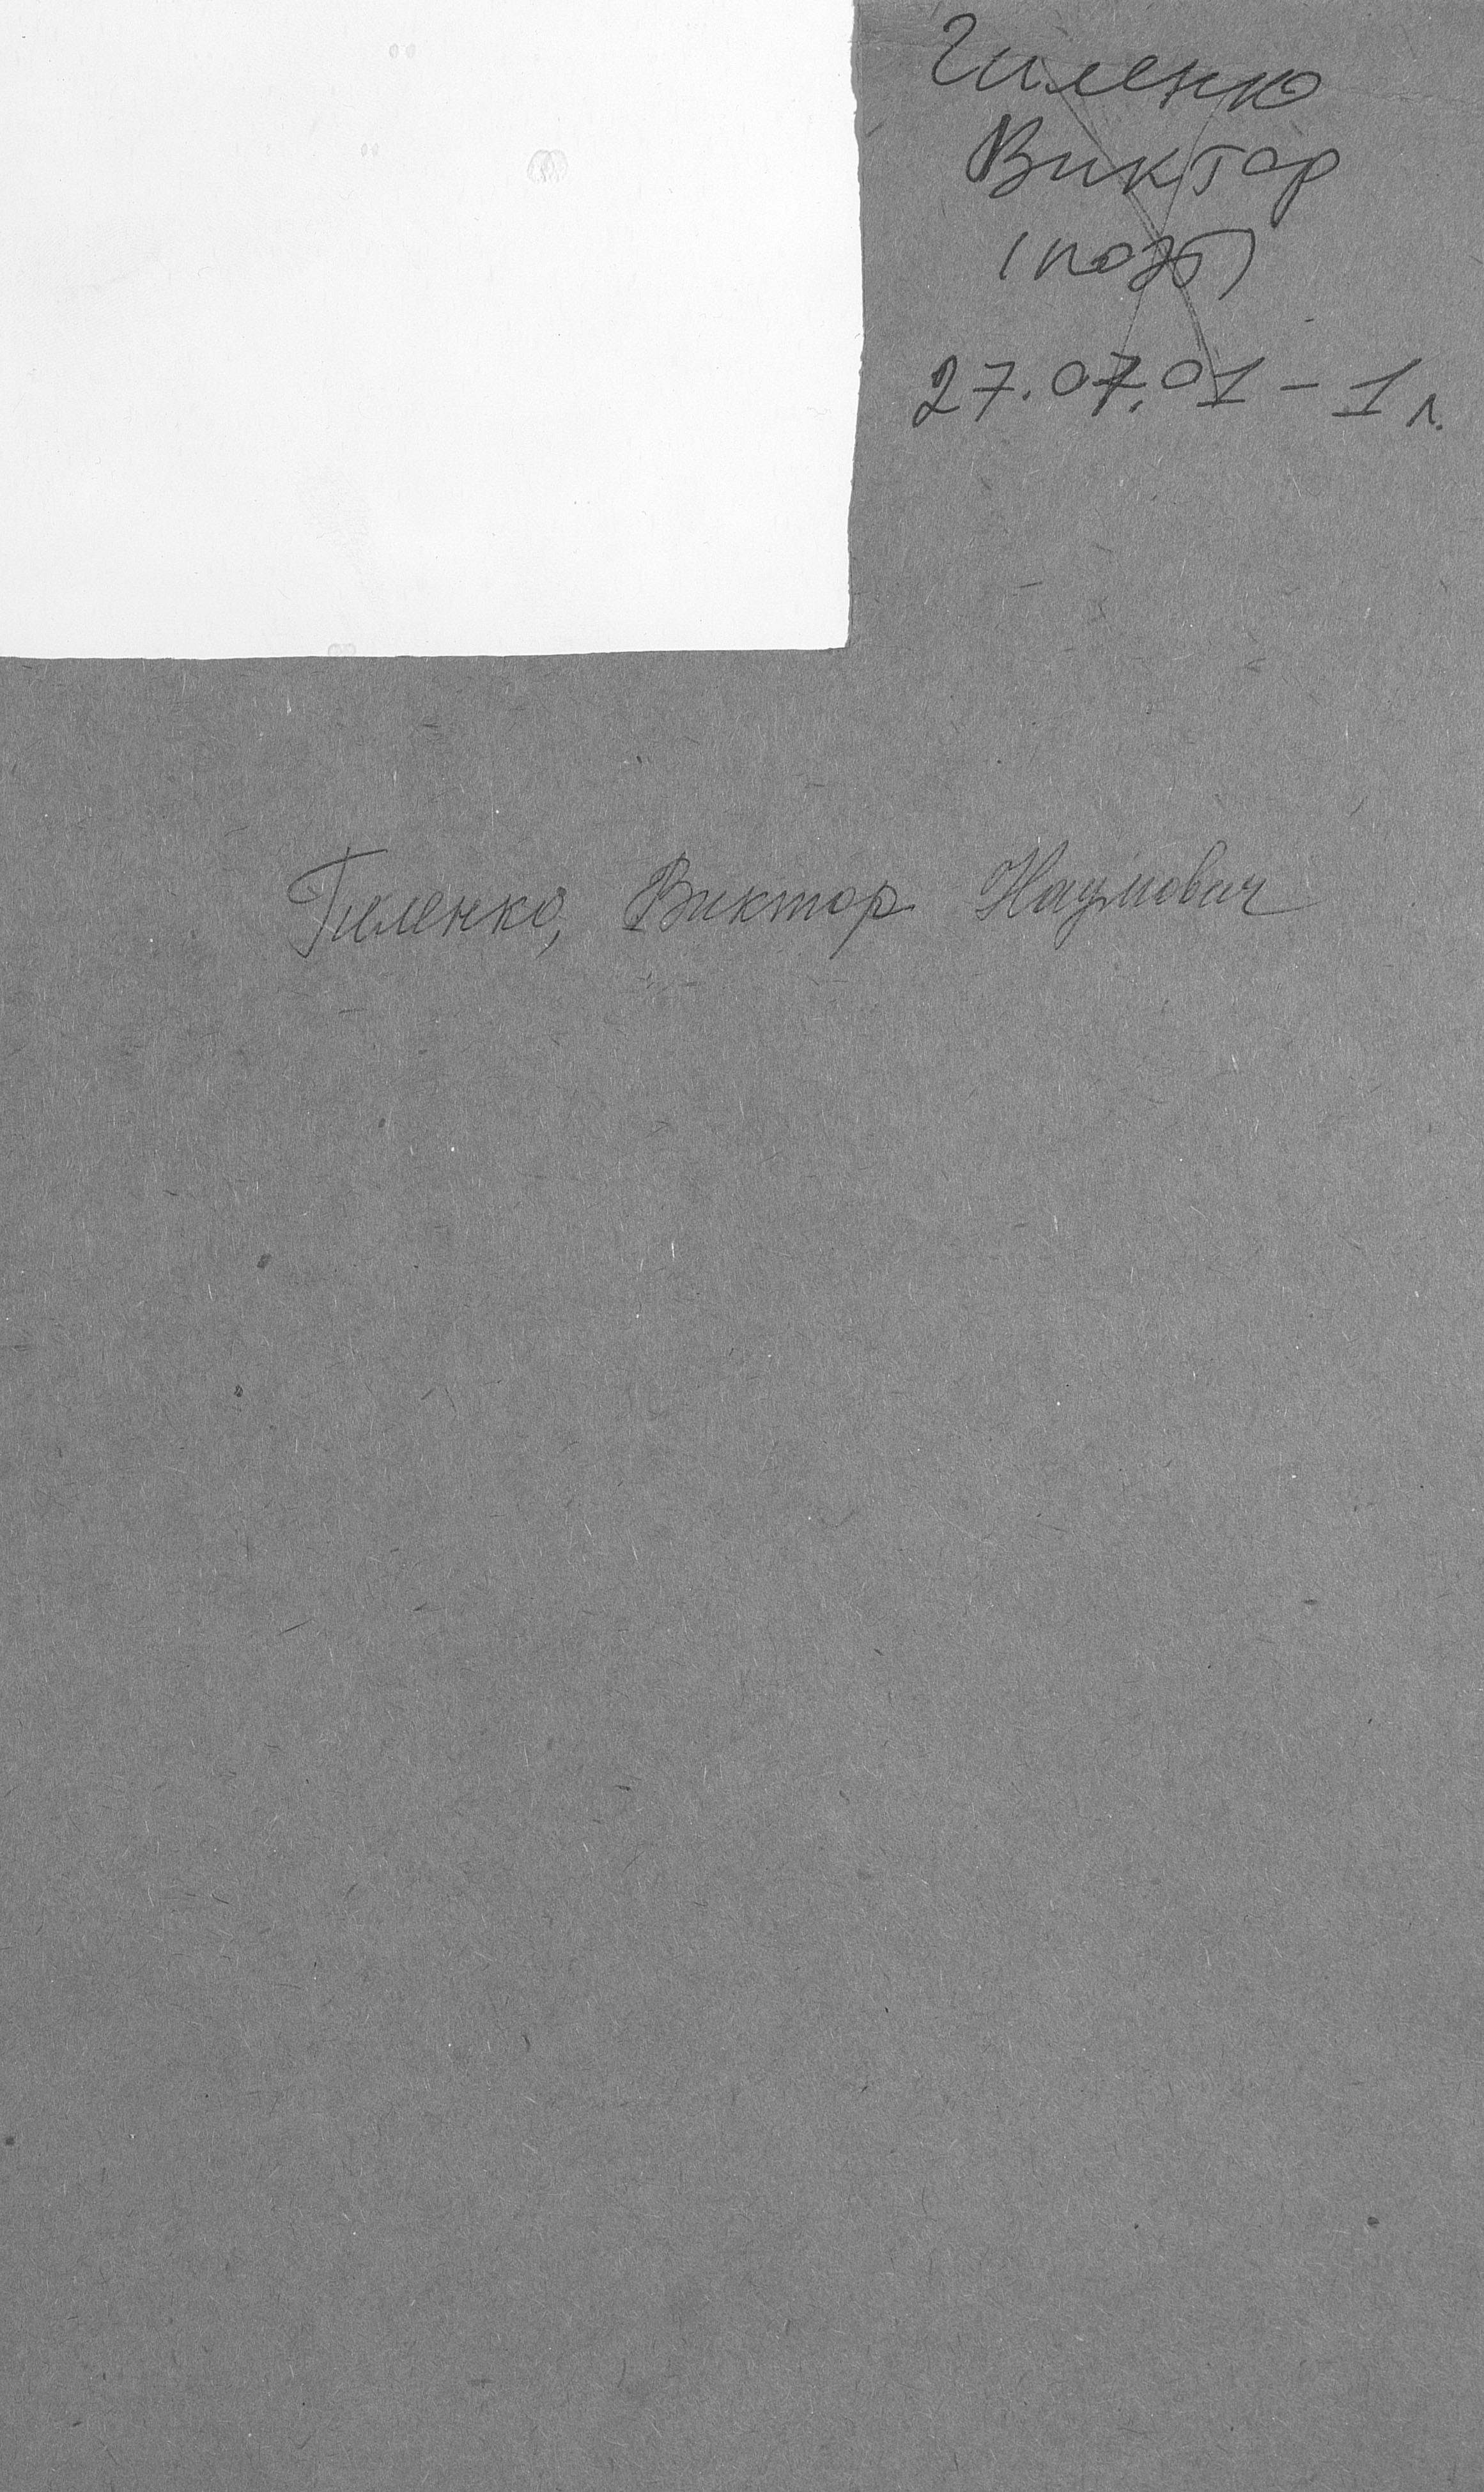 Гиленко
Виктор
(поэт)
27.07.01 - 1 л.
Гиленко, Виктор Наумович